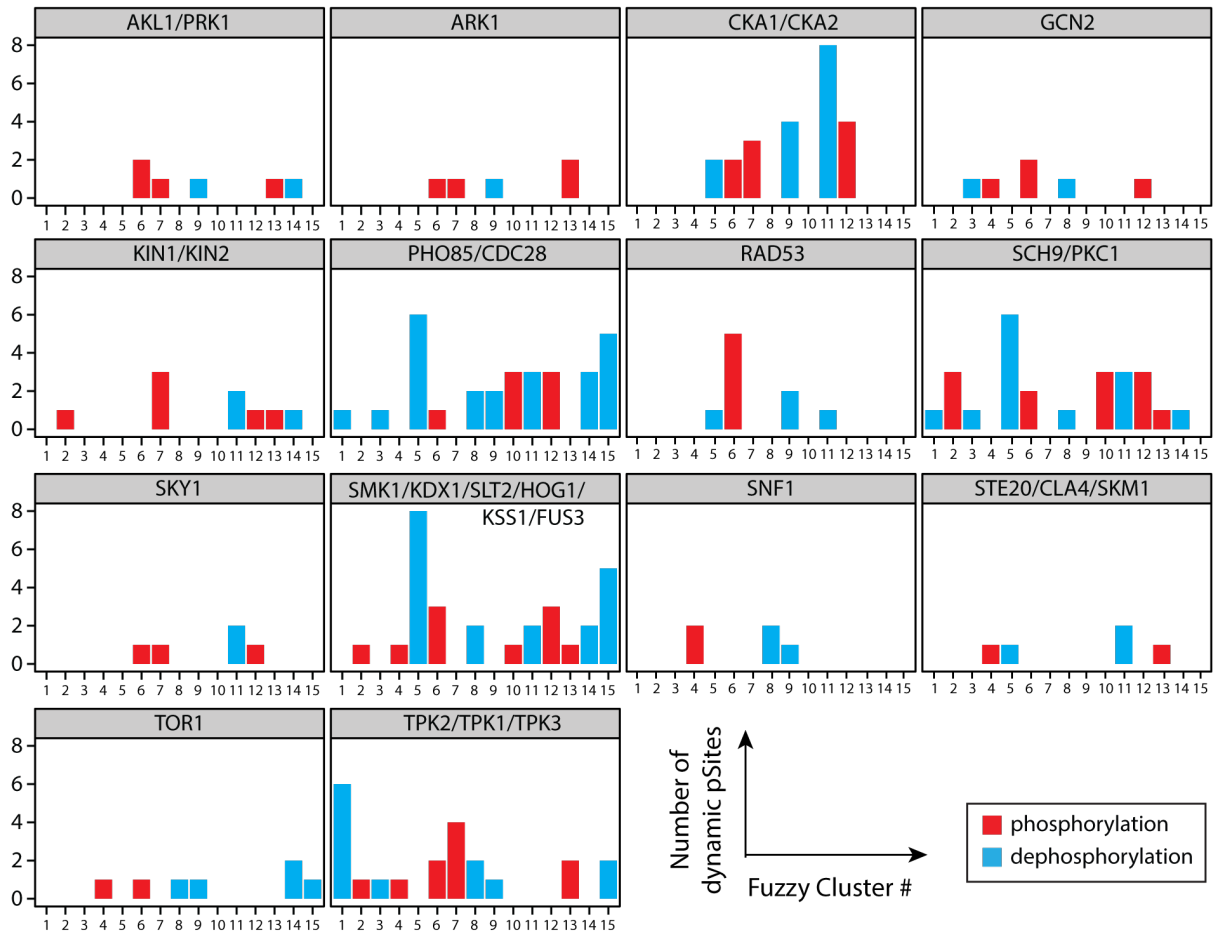 AKL1/PRK1
ARK1
CKA1/CKA2
GCN2
8
6
4
2
0
1 2 3 4 5 6 7 8 9 10 11 12 13 14 15
1 2 3 4 5 6 7 8 9 10 11 12 13 14 15
1 2 3 4 5 6 7 8 9 10 11 12 13 14 15
1 2 3 4 5 6 7 8 9 10 11 12 13 14 15
KIN1/KIN2
PHO85/CDC28
RAD53
SCH9/PKC1
8
6
4
2
0
1 2 3 4 5 6 7 8 9 10 11 12 13 14 15
1 2 3 4 5 6 7 8 9 10 11 12 13 14 15
1 2 3 4 5 6 7 8 9 10 11 12 13 14 15
1 2 3 4 5 6 7 8 9 10 11 12 13 14 15
SKY1
SMK1/KDX1/SLT2/HOG1/
KSS1/FUS3
SNF1
STE20/CLA4/SKM1
8
6
4
2
0
1 2 3 4 5 6 7 8 9 10 11 12 13 14 15
1 2 3 4 5 6 7 8 9 10 11 12 13 14 15
1 2 3 4 5 6 7 8 9 10 11 12 13 14 15
1 2 3 4 5 6 7 8 9 10 11 12 13 14 15
TOR1
TPK2/TPK1/TPK3
8
6
4
2
0
1 2 3 4 5 6 7 8 9 10 11 12 13 14 15
1 2 3 4 5 6 7 8 9 10 11 12 13 14 15
Number of
dynamic pSites
Fuzzy Cluster #
phosphorylation
dephosphorylation